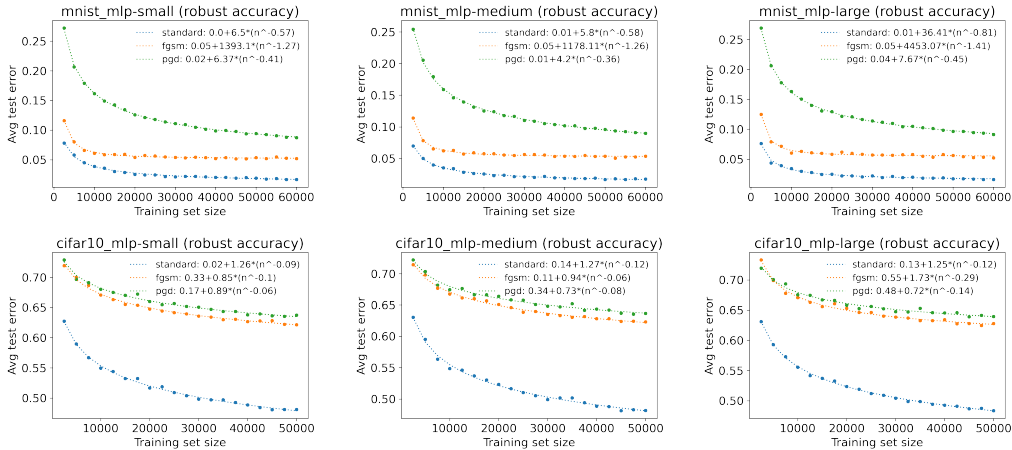 mnist_mlp-small (robust accuracy)
standard: 0.0+6.5*(n^-0.57)
fgsm: 0.05+1393.1*(n^-1.27)
pgd: 0.02+6.37*(n^-0.41)
Avg test error
0.25
0.20
0.15
0.10
0.05
0
10000
20000
30000
40000
50000
60000
Training set size
mnist_mlp-medium (robust accuracy)
standard: 0.01+5.8*(n^-0.58)
fgsm: 0.05+1178.11*(n^-1.26)
pgd: 0.01+4.2*(n^-0.36)
Avg test error
0.25
0.20
0.15
0.10
0.05
0
10000
20000
30000
40000
50000
60000
Training set size
mnist_mlp-large (robust accuracy)
standard: 0.01+36.41*(n^-0.81)
fgsm: 0.05+4453.07*(n^-1.41)
pgd: 0.04+7.67*(n^-0.45)
Avg test error
0.25
0.20
0.15
0.10
0.05
0
10000
20000
30000
40000
50000
60000
Training set size
cifar10_mlp-small (robust accuracy)
standard: 0.02+1.26*(n^-0.09)
fgsm: 0.33+0.85*(n^-0.1)
pgd: 0.17+0.89*(n^-0.06)
Avg test error
0.70
0.65
0.60
0.55
0.50
10000
20000
30000
40000
50000
Training set size
cifar10_mlp-medium (robust accuracy)
standard: 0.14+1.27*(n^-0.12)
fgsm: 0.11+0.94*(n^-0.06)
pgd: 0.34+0.73*(n^-0.08)
Avg test error
0.70
0.65
0.60
0.55
0.50
10000
20000
30000
40000
50000
Training set size
cifar10_mlp-large (robust accuracy)
standard: 0.13+1.25*(n^-0.12)
fgsm: 0.55+1.73*(n^-0.29)
pgd: 0.48+0.72*(n^-0.14)
Avg test error
0.70
0.65
0.60
0.55
0.50
10000
20000
30000
40000
50000
Training set size